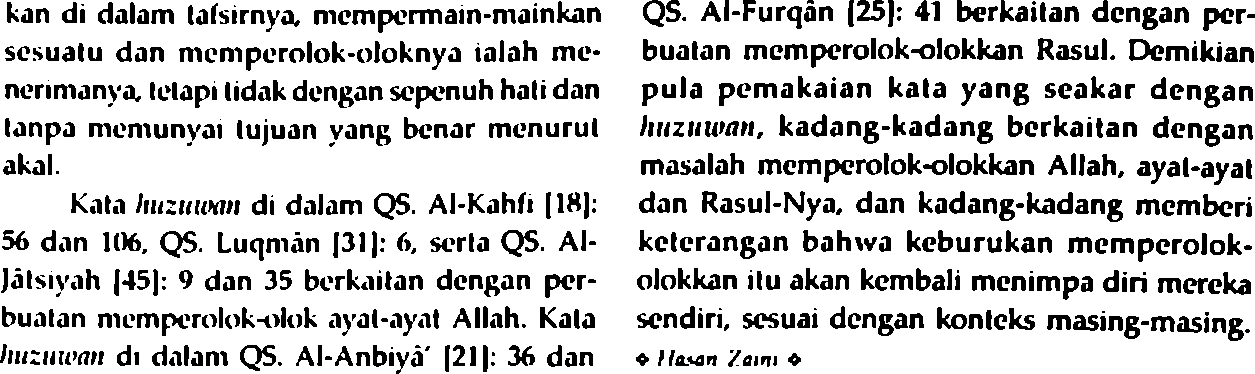 kan di dalam tafsirnya, mempermain-mainkan
sesuatu dan memperolok-oloknya ialah me-
nerimanya, tetapi tidak dengan sepenuh hati dan
tanpa memunyai tujuan yang benar menurut
akal.
Kata huzuwan di dalam QS. Al-Kahfi [18]:
56 dan 106, QS. Luqmân [31]: 6, serta QS. Al-
Jâtsiyah [45]: 9 dan 35 berkaitan dengan per-
buatan memperolok-olok ayat-ayat Allah. Kata
huzuwan di dalam QS. Al-Anbiyâ' [21]: 36 dan
QS. Al-Furqân [25]: 41 berkaitan dengan per-
buatan memperolok-olokkan Rasul. Demikian
pula pemakaian kata yang seakar dengan
huzuwan, kadang-kadang berkaitan dengan
masalah memperolok-olokkan Allah, ayat-ayat
dan Rasul-Nya, dan kadang-kadang memberi
keterangan bahwa keburukan memperolok-
olokkan itu akan kembali menimpa diri mereka
sendiri, sesuai dengan konteks masing-masing.
❖ Hasan Zaini ❖